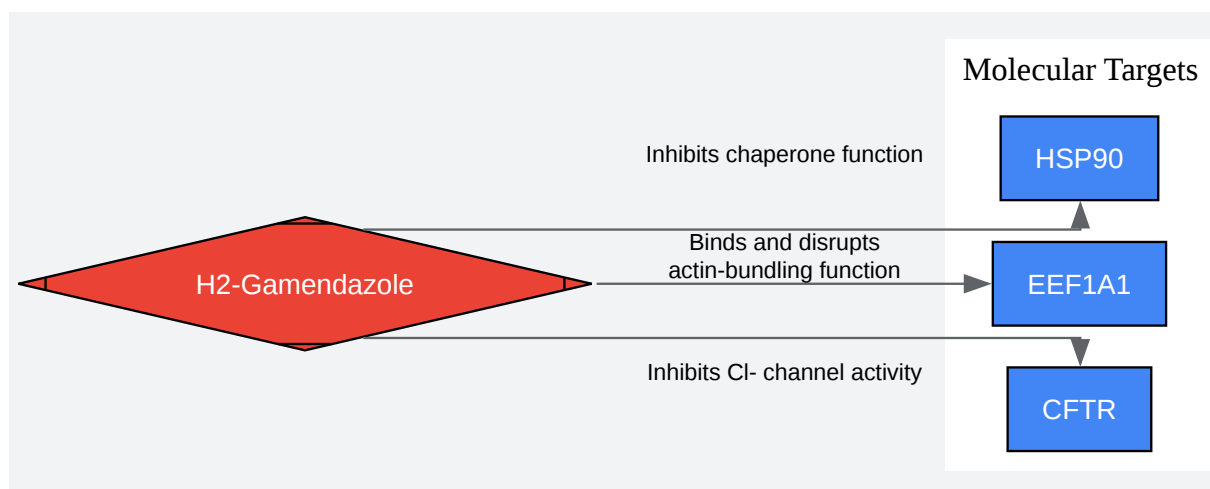 Molecular Targets
Inhibits chaperone function
HSP90
Binds and disrupts
actin-bundling function
H2-Gamendazole
EEF1A1
Inhibits Cl- channel activity
CFTR